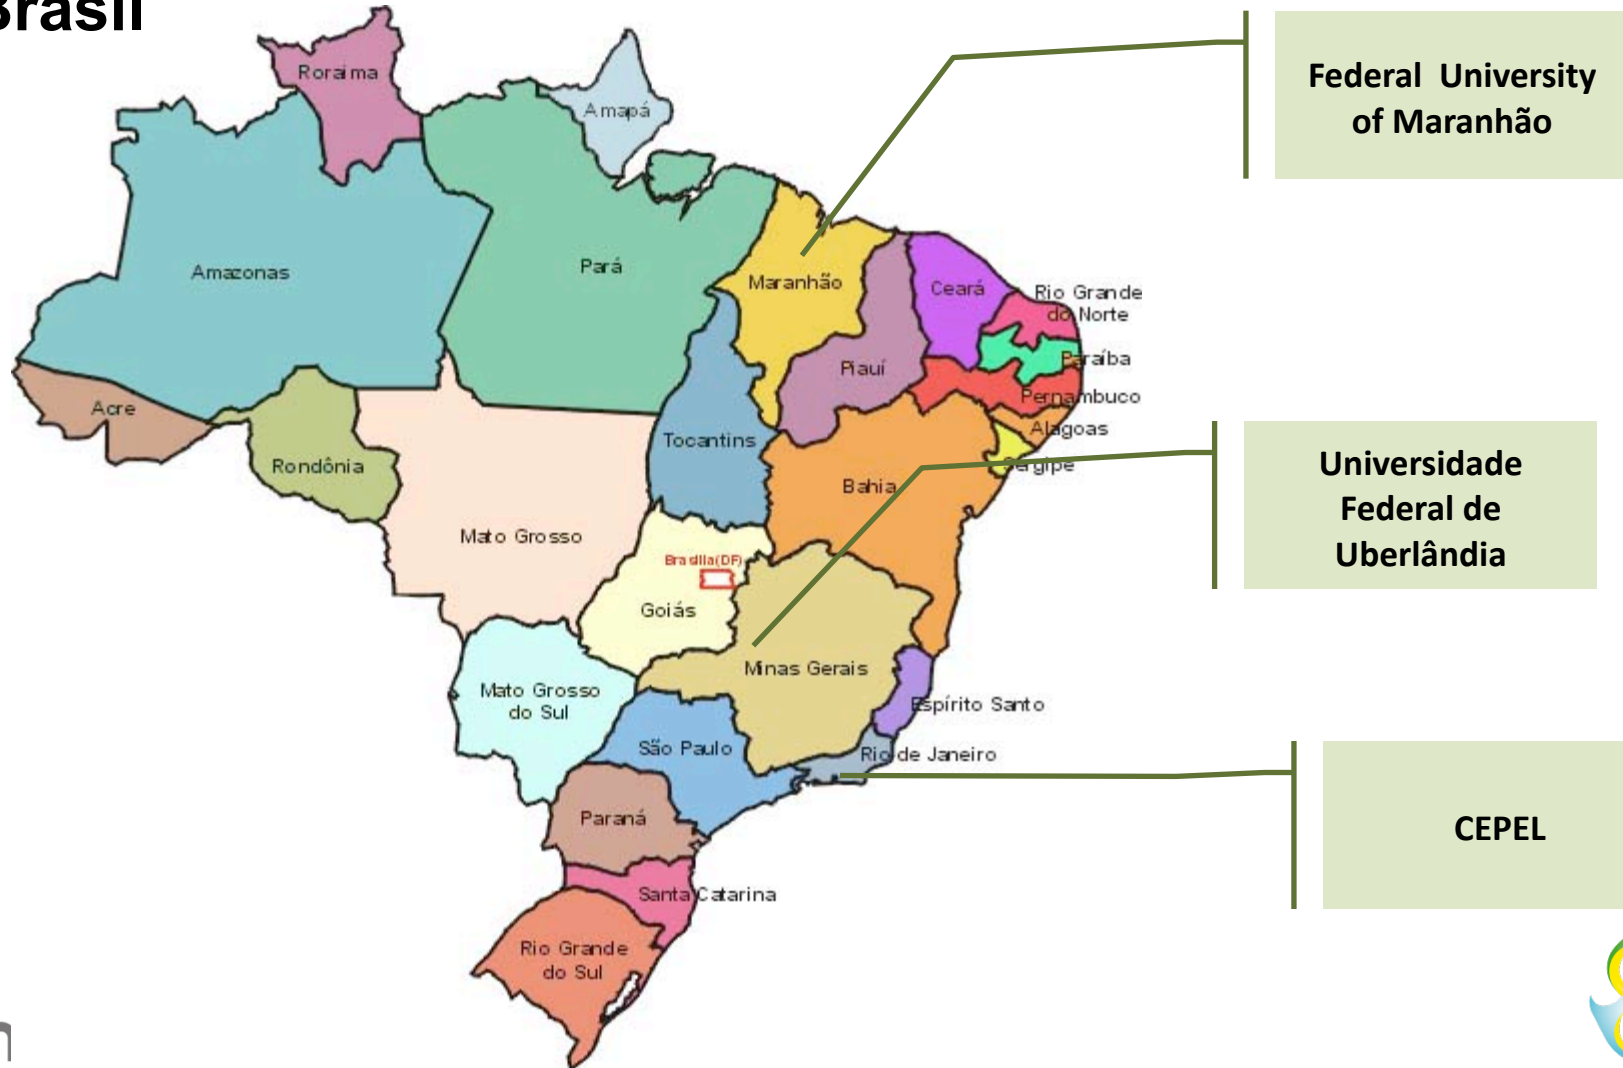 Brasil
Roraima
Amapá
Federal University
of Maranhão
Amazonas
Pará
Maranhão
Ceará
Rio Grande
do Norte
Paraíba
Piauí
Pernambuco
Acre
Alagoas
Tocantins
Sergipe
Rondônia
Bahia
Universidade
Federal de
Uberlândia
Mato Grosso
Brasília(DF)
Goiás
Minas Gerais
Mato Grosso
do Sul
Espírito Santo
São Paulo
Rio de Janeiro
Paraná
CEPEL
Santa Catarina
Rio Grande
do Sul